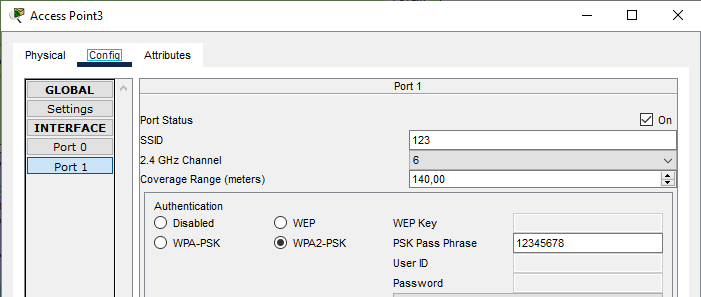 Access Point3
Physical Config Attributes
GLOBAL
Settings
INTERFACE
Port 0
Port 1
Port 1
Port Status On
SSID 123
2.4 GHz Channel 6
Coverage Range (meters) 140,00
Authentication
Disabled WEP WEP Key
WPA-PSK WPA2-PSK PSK Pass Phrase 12345678
User ID
Password